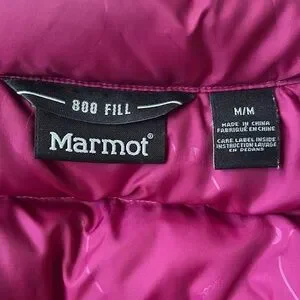 800 FILL
Marmot®
M/M
MADE IN CHINA
FABRIQUÉ EN CHINE
CARE LABEL INSIDE
INSTRUCTION LAVAGE
EN DEDANS